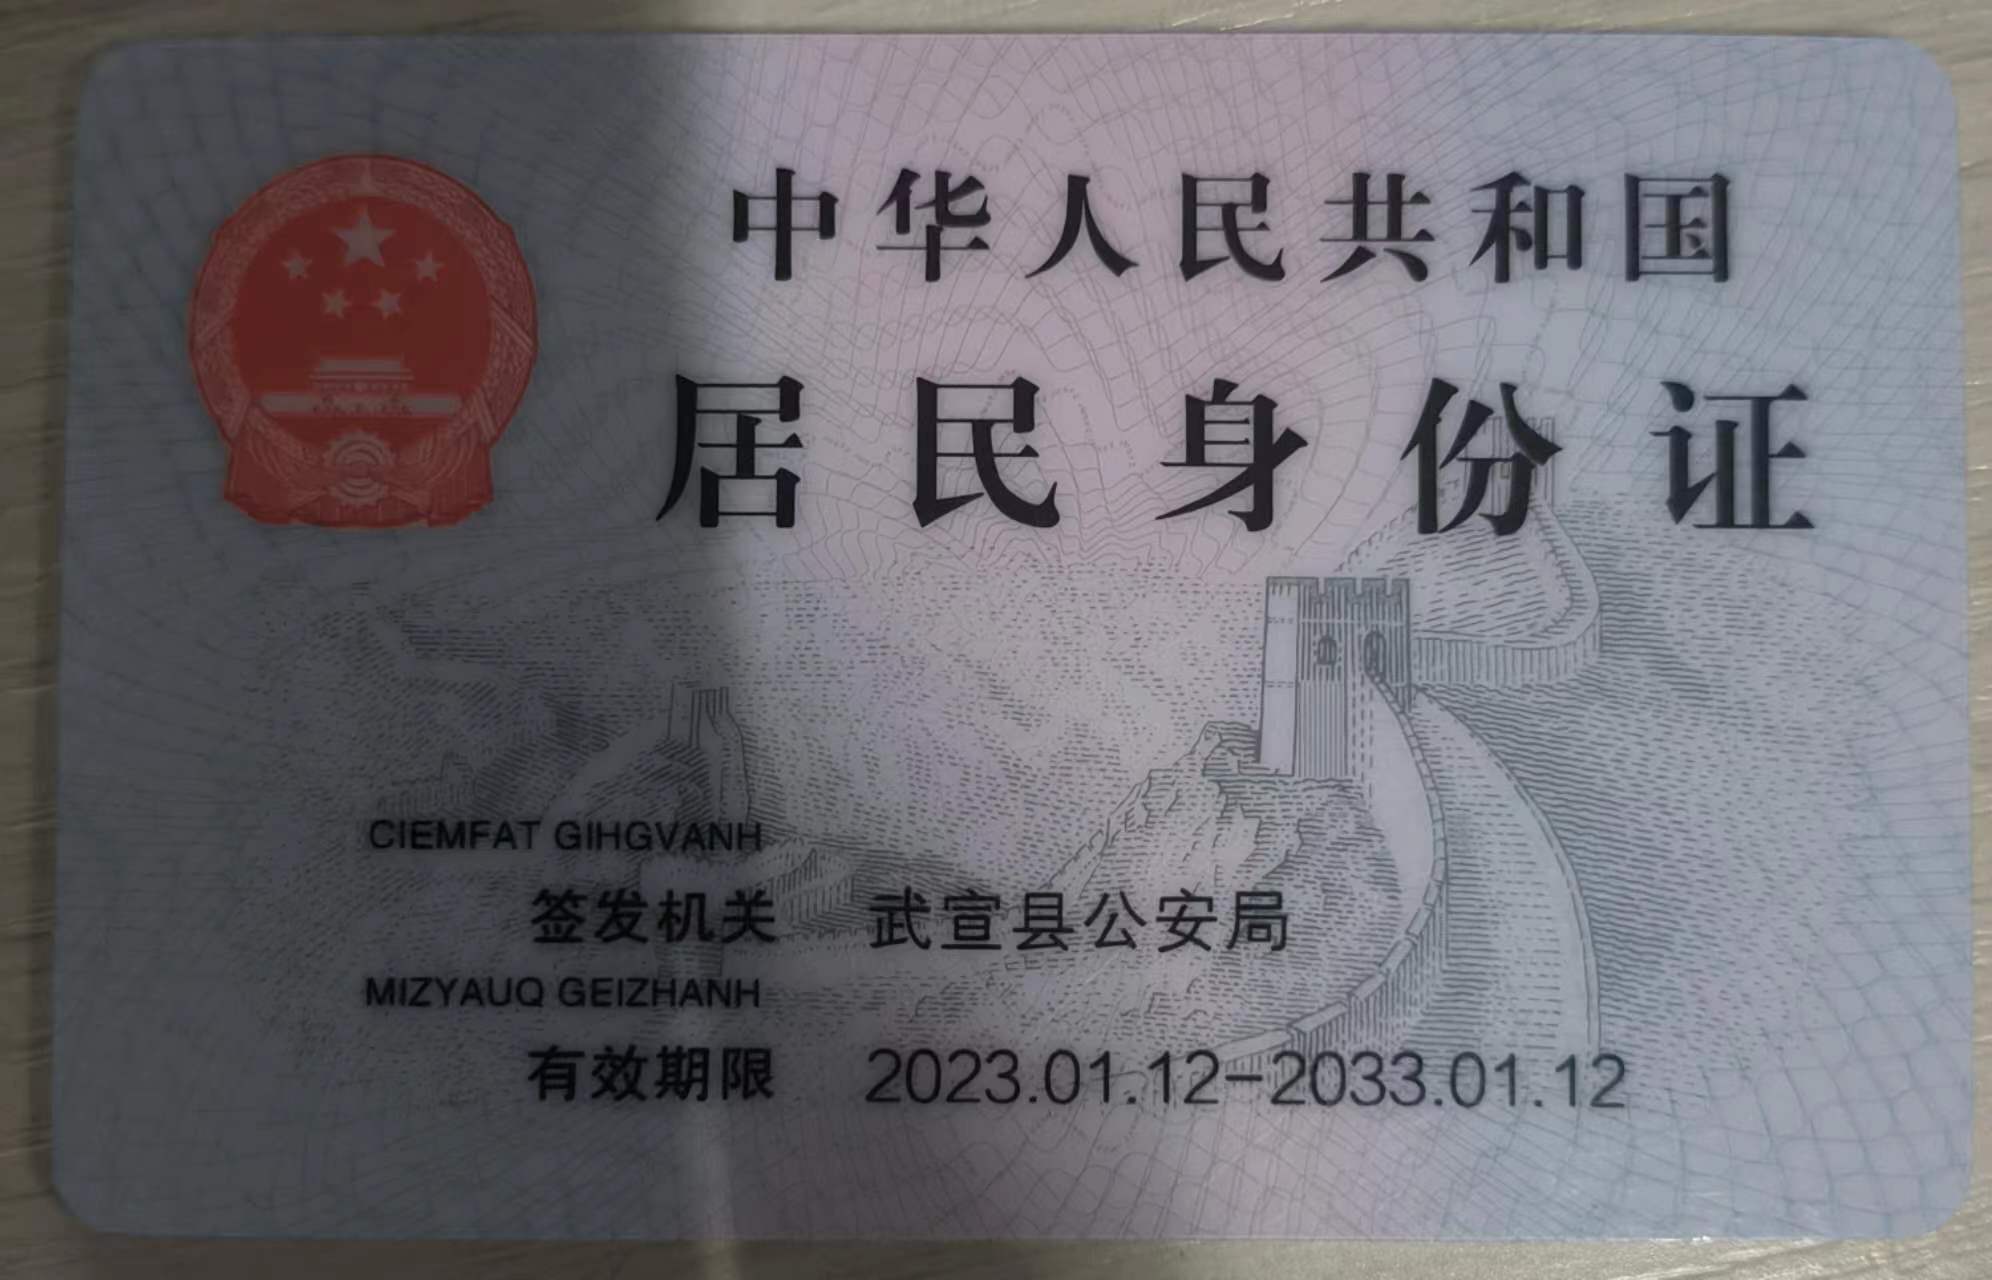 中华人民共和国
居民身份证
CIEMFAT GIHGVANH
签发机关 武宣县公安局
MIZYAUQ GEIZHANH
有效期限 2023.01.12-2033.01.12